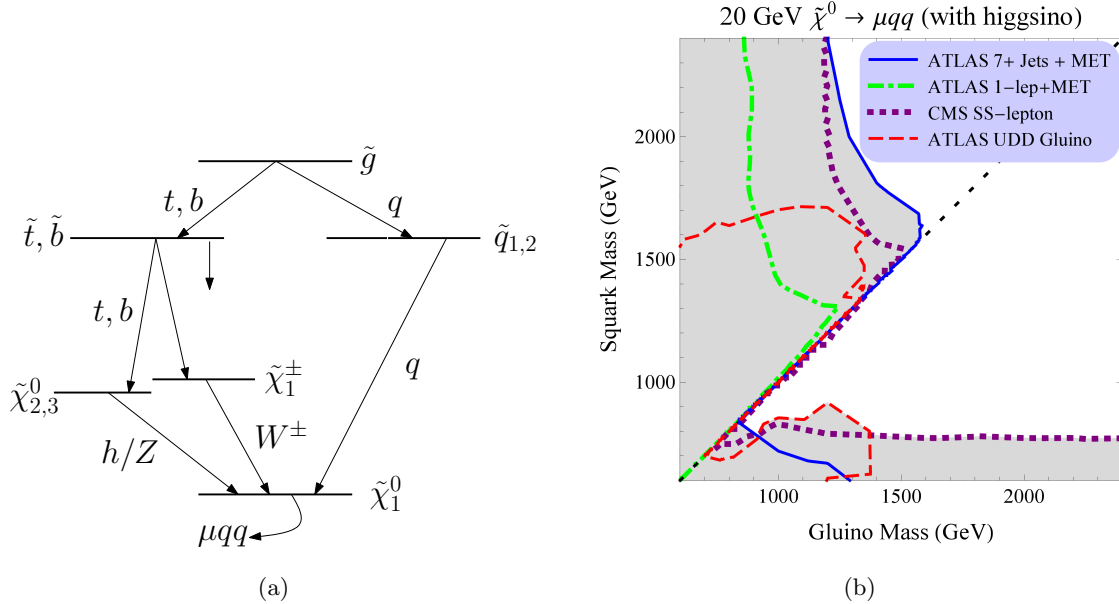 g̃
t, b
q
t̃, b̃
q̃₁,₂
t, b
q
χ̃₁±
χ̃⁰₂,₃
W±
h/Z
χ̃₁⁰
μqq
(a)
20 GeV χ̃⁰ → μqq (with higgsino)
ATLAS 7+ Jets + MET
ATLAS 1-lep+MET
CMS SS-lepton
ATLAS UDD Gluino
Squark Mass (GeV)
2000
1500
1000
1000 1500 2000
Gluino Mass (GeV)
(b)